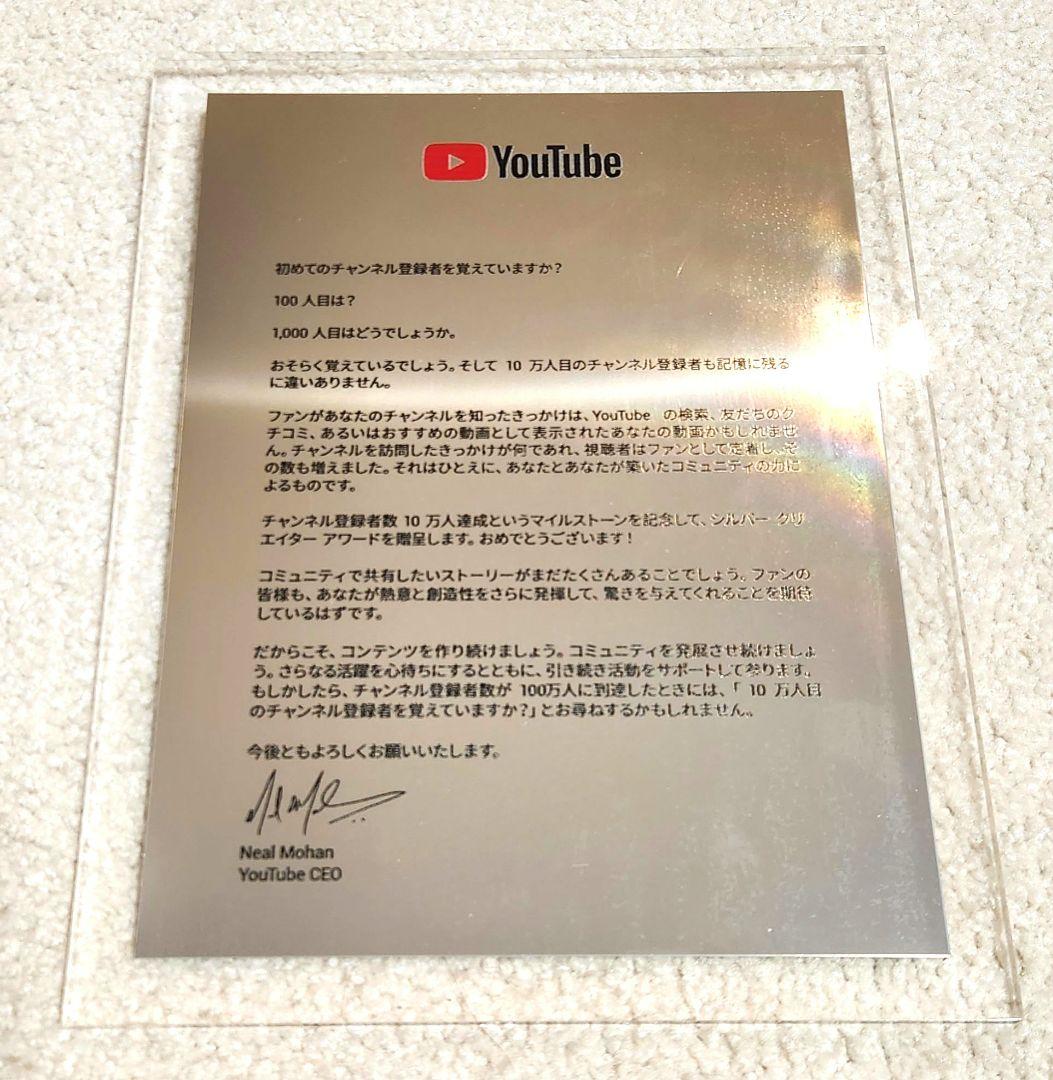 YouTube
初めてのチャンネル登録者を覚えていますか？
100 人目は？
1,000 人目はどうでしょうか。
おそらく覚えているでしょう。そして 10 万人目のチャンネル登録者も記憶に残る
に違いありません。
ファンがあなたのチャンネルを知ったきっかけは、YouTube の検索、友だちのク
チコミ、あるいはおすすめの動画として表示されたあなたの動画かもしれませ
ん。チャンネルを訪問したきっかけが何であれ、視聴者はファンとして定着し、そ
の数も増えました。それはひとえに、あなたとあなたが築いたコミュニティの力に
よるものです。
チャンネル登録者数 10 万人達成というマイルストーンを記念して、シルバー クリ
エイター アワードを贈呈します。おめでとうございます！
コミュニティで共有したいストーリーがまだたくさんあることでしょう。ファンの
皆様も、あなたが熱意と創造性をさらに発揮して、驚きを与えてくれることを期待
しているはずです。
だからこそ、コンテンツを作り続けましょう。コミュニティを発展させ続けましょ
う。さらなる活躍を心待ちにするとともに、引き続き活動をサポートして参ります。
もしかしたら、チャンネル登録者数が 100万人に到達したときには、「 10 万人目
のチャンネル登録者を覚えていますか？」とお尋ねするかもしれません。
今後ともよろしくお願いいたします。
Neal Mohan
YouTube CEO